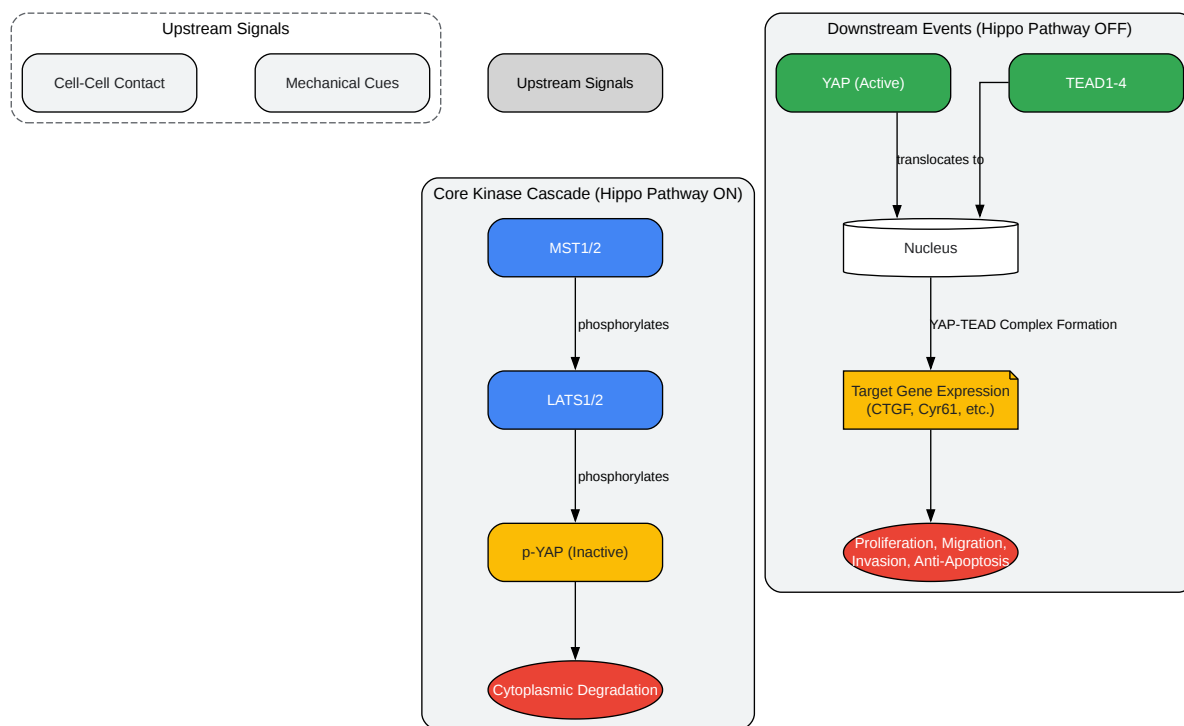 Upstream Signals
Cell-Cell Contact
Mechanical Cues
Upstream Signals
Core Kinase Cascade (Hippo Pathway ON)
MST1/2
phosphorylates
LATS1/2
phosphorylates
p-YAP (Inactive)
Cytoplasmic Degradation
Downstream Events (Hippo Pathway OFF)
YAP (Active)
TEAD1-4
translocates to
Nucleus
YAP-TEAD Complex Formation
Target Gene Expression
(CTGF, Cyr61, etc.)
Proliferation, Migration,
Invasion, Anti-Apoptosis